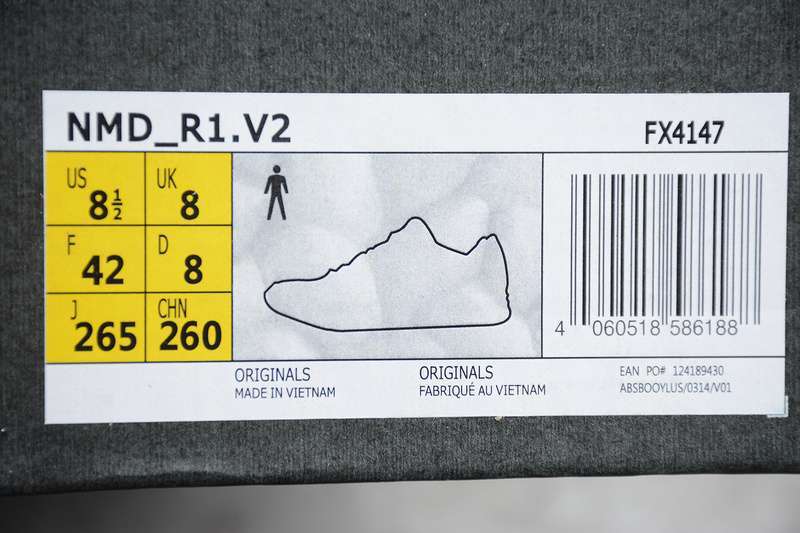 NMD_R1.V2
FX4147
US 8½
UK 8
F 42
D 8
J 265
CHN 260
4 060518 586188
ORIGINALS
MADE IN VIETNAM
ORIGINALS
FABRIQUÉ AU VIETNAM
EAN PO# 124189430
ABSBOOYLUS/0314/V01